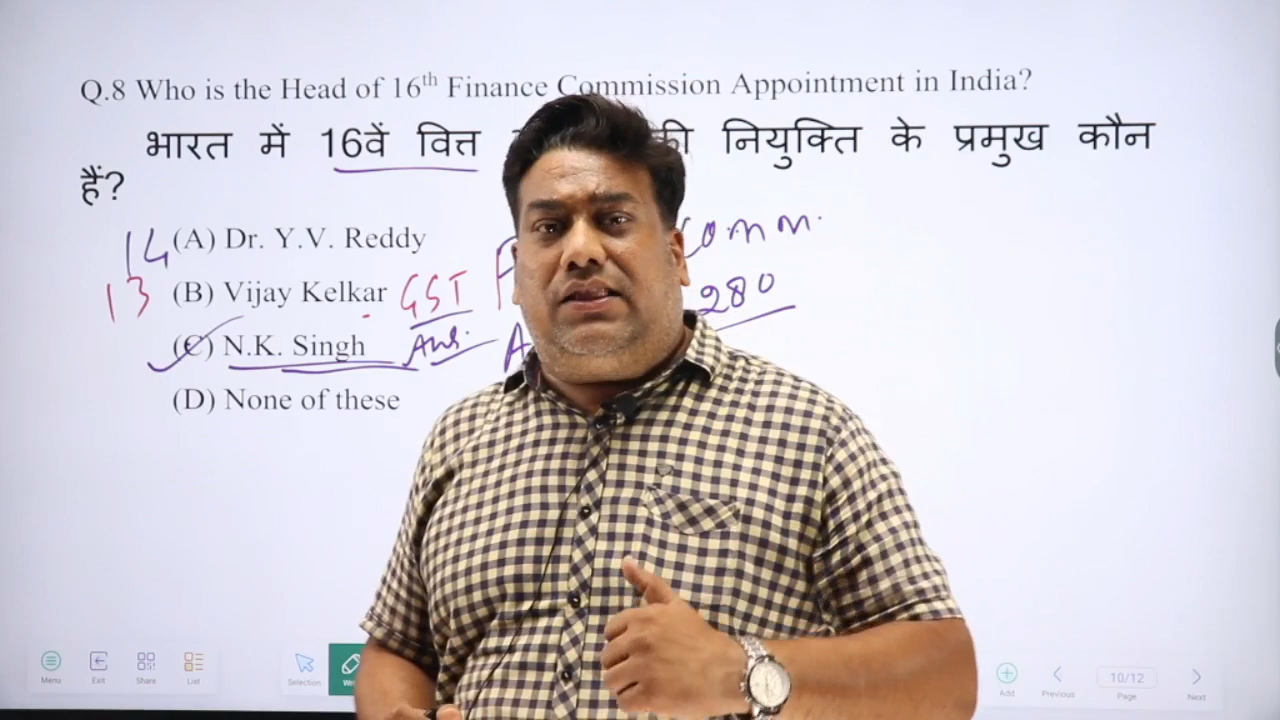 Q.8 Who is the Head of 16th Finance Commission Appointment in India?
भारत में 16वें वित्त की नियुक्ति के प्रमुख कौन
हैं?
14 (A) Dr. Y.V. Reddy Comm.
13 (B) Vijay Kelkar GST 280
(C) N.K. Singh Ans.
(D) None of these
Menu Exit Share List Selection Add Previous 10/12 Page Next